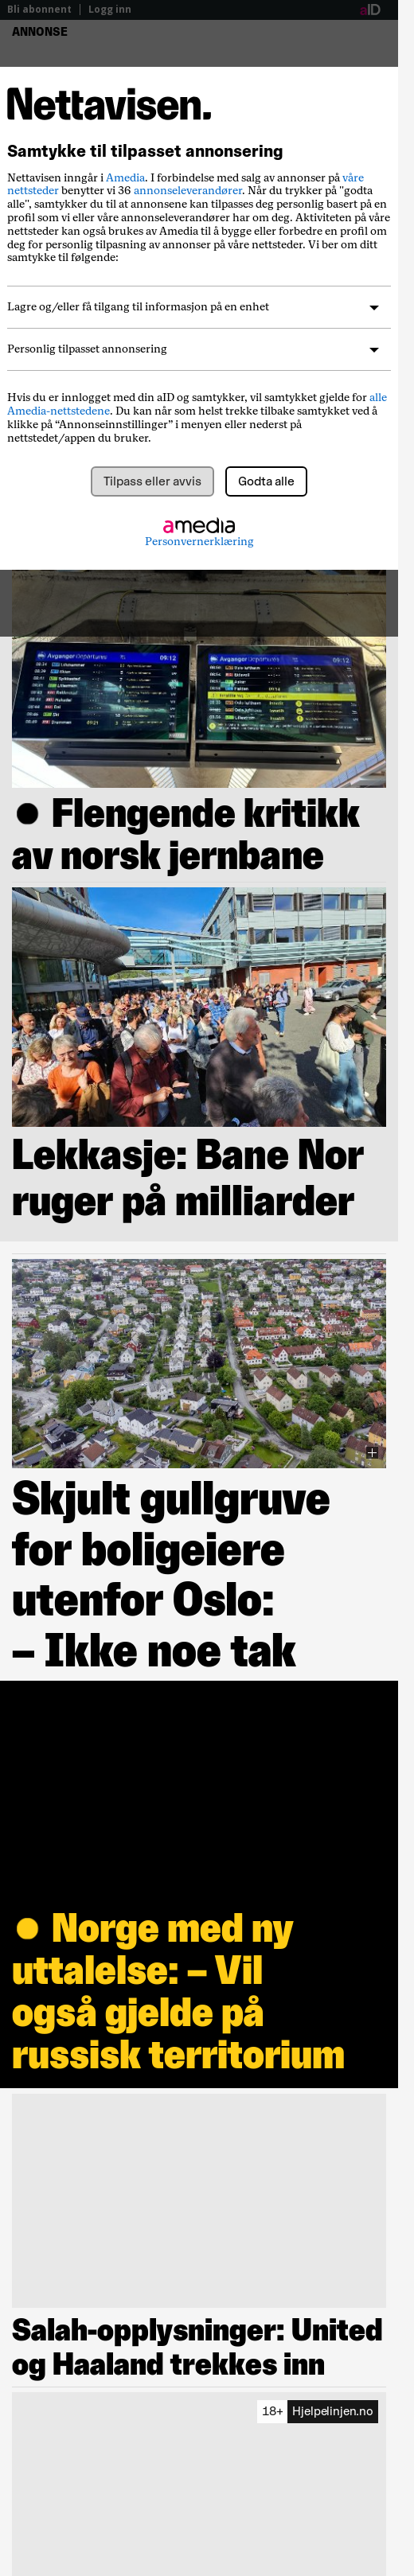 Bli abonnent | Logg inn
aID
ANNONSE
Nettavisen.
Samtykke til tilpasset annonsering
Nettavisen inngår i Amedia. I forbindelse med salg av annonser på våre
nettsteder benytter vi 36 annonseleverandører. Når du trykker på "godta
alle", samtykker du til at annonsene kan tilpasses deg personlig basert på en
profil som vi eller våre annonseleverandører har om deg. Aktiviteten på våre
nettsteder kan også brukes av Amedia til å bygge eller forbedre en profil om
deg for personlig tilpasning av annonser på våre nettsteder. Vi ber om ditt
samtykke til følgende:
Lagre og/eller få tilgang til informasjon på en enhet
Personlig tilpasset annonsering
Hvis du er innlogget med din aID og samtykker, vil samtykket gjelde for alle
Amedia-nettstedene. Du kan når som helst trekke tilbake samtykket ved å
klikke på “Annonseinnstillinger” i menyen eller nederst på
nettstedet/appen du bruker.
Tilpass eller avvis Godta alle
amedia
Personvernerklæring
Avganger Departures 09:12 Avganger Departures 09:12
Flengende kritikk
av norsk jernbane
Lekkasje: Bane Nor
ruger på milliarder
Skjult gullgruve
for boligeiere
utenfor Oslo:
– Ikke noe tak
Norge med ny
uttalelse: – Vil
også gjelde på
russisk territorium
Salah-opplysninger: United
og Haaland trekkes inn
18+ Hjelpelinjen.no